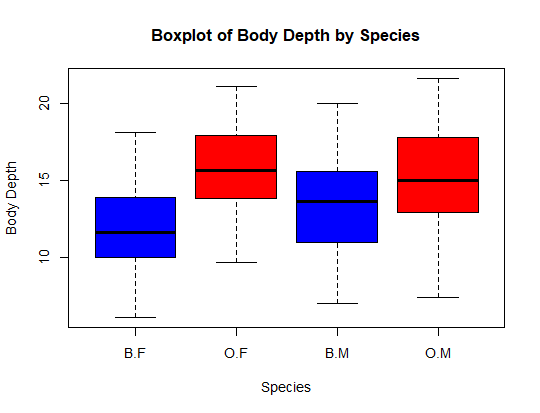 Boxplot of Body Depth by Species
Body Depth
20
15
10
B.F O.F B.M O.M
Species